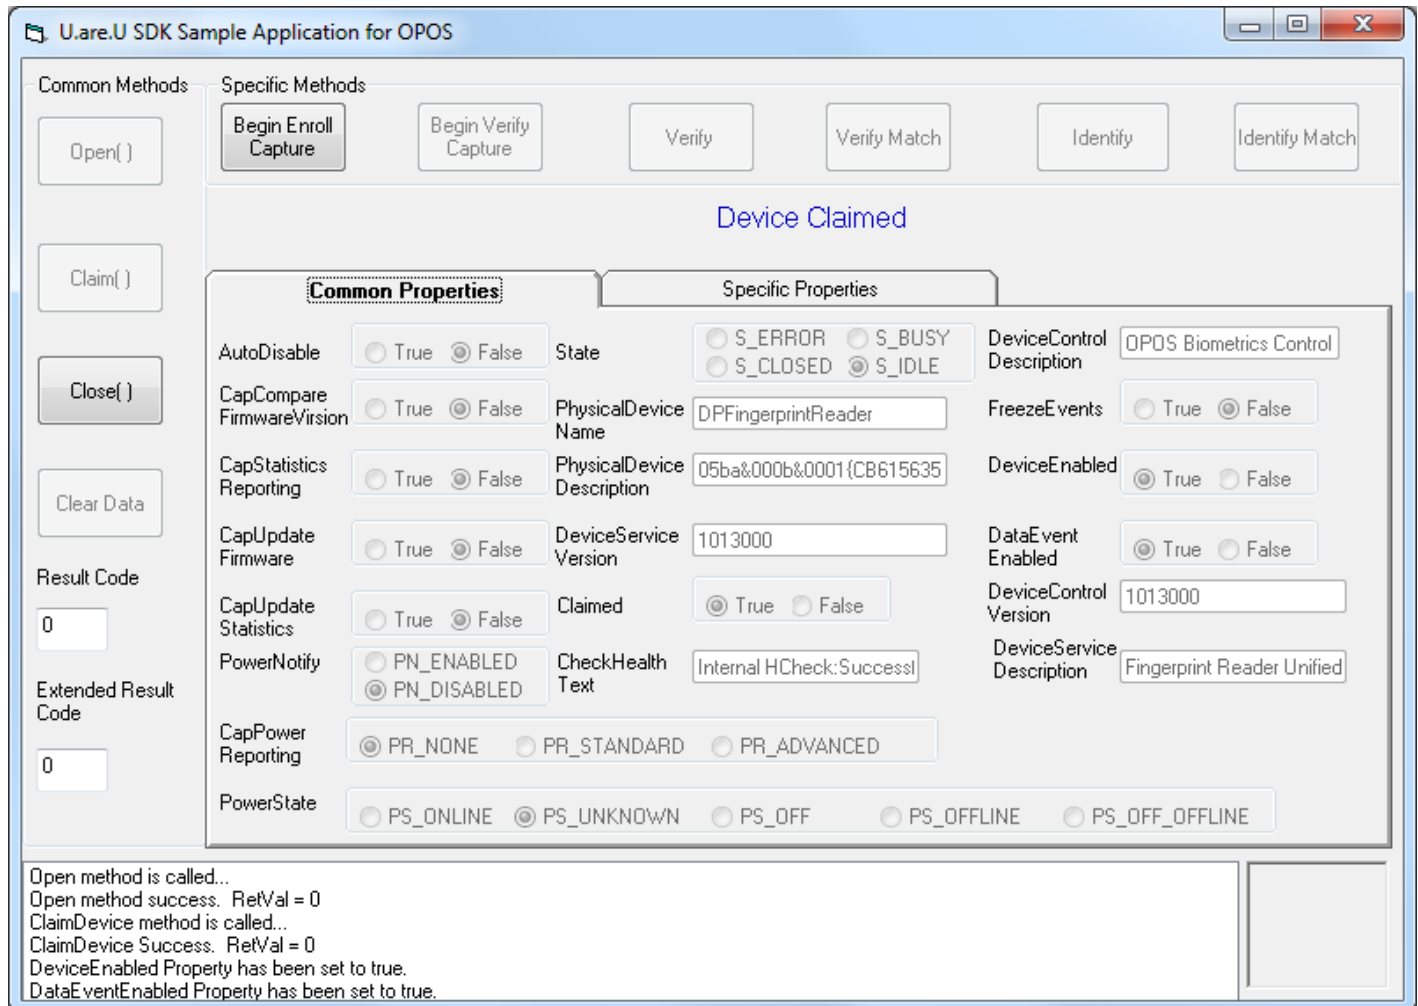 U.are.U SDK Sample Application for OPOS
Common Methods
Specific Methods
Open( )
Begin Enroll
Capture
Begin Verify
Capture
Verify
Verify Match
Identify
Identify Match
Device Claimed
Claim( )
Close( )
Clear Data
Result Code
0
Extended Result
Code
0
Common Properties
Specific Properties
AutoDisable
True False
State
S_ERROR S_BUSY
S_CLOSED S_IDLE
DeviceControl
Description
OPOS Biometrics Control
CapCompare
FirmwareVirsion
True False
PhysicalDevice
Name
DPFingerprintReader
FreezeEvents
True False
CapStatistics
Reporting
True False
PhysicalDevice
Description
05ba&000b&0001{CB615635
DeviceEnabled
True False
CapUpdate
Firmware
True False
DeviceService
Version
1013000
DataEvent
Enabled
True False
CapUpdate
Statistics
True False
Claimed
True False
DeviceControl
Version
1013000
PowerNotify
PN_ENABLED
PN_DISABLED
CheckHealth
Text
Internal HCheck:Successf
DeviceService
Description
Fingerprint Reader Unified
CapPower
Reporting
PR_NONE PR_STANDARD PR_ADVANCED
PowerState
PS_ONLINE PS_UNKNOWN PS_OFF PS_OFFLINE PS_OFF_OFFLINE
Open method is called...
Open method success. RetVal = 0
ClaimDevice method is called...
ClaimDevice Success. RetVal = 0
DeviceEnabled Property has been set to true.
DataEventEnabled Property has been set to true.